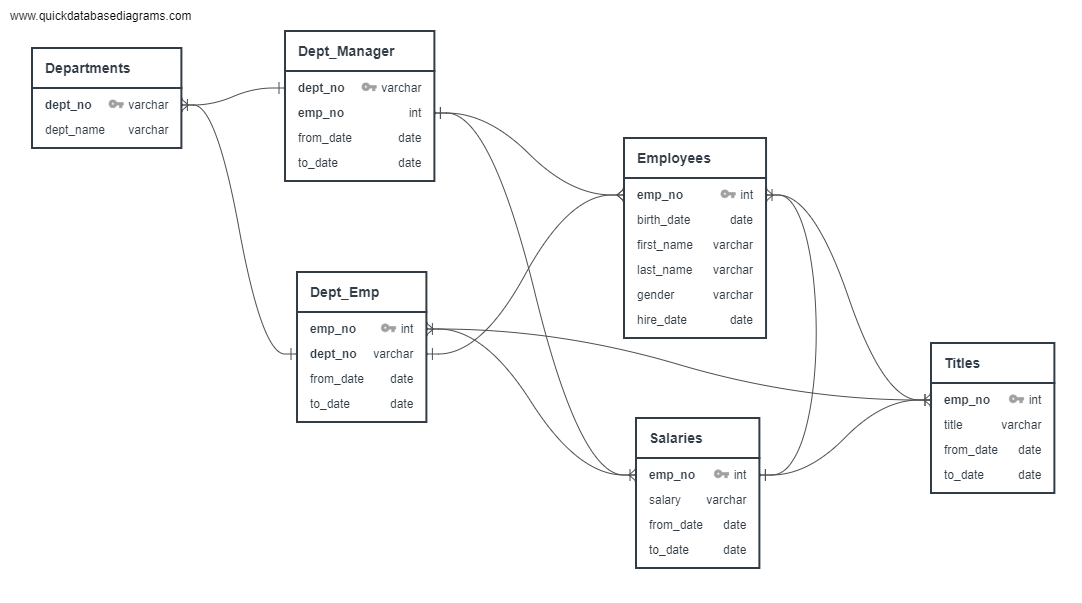 www.quickdatabasediagrams.com
Departments
dept_no varchar
dept_name varchar
Dept_Manager
dept_no varchar
emp_no int
from_date date
to_date date
Employees
emp_no int
birth_date date
first_name varchar
last_name varchar
gender varchar
hire_date date
Dept_Emp
emp_no int
dept_no varchar
from_date date
to_date date
Titles
emp_no int
title varchar
from_date date
to_date date
Salaries
emp_no int
salary varchar
from_date date
to_date date